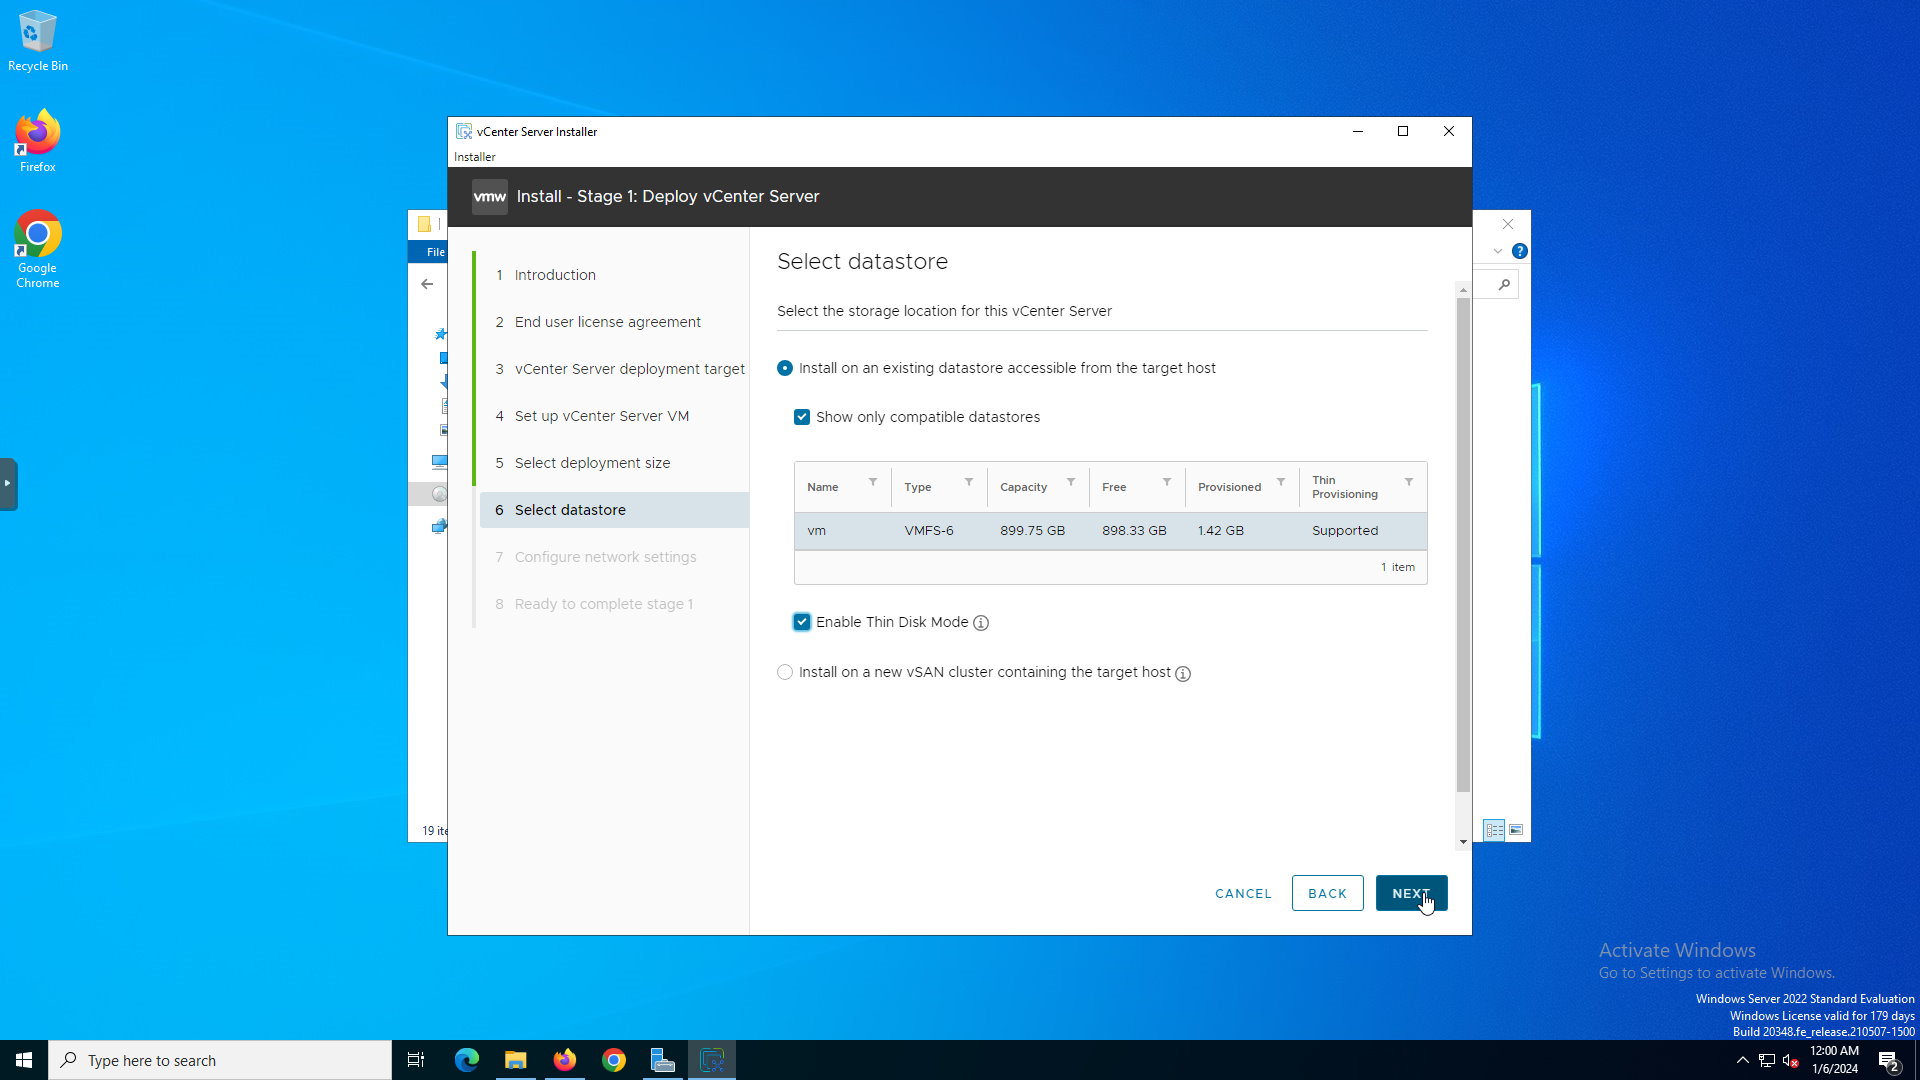 Recycle Bin
Firefox
Google
Chrome
vCenter Server Installer
Installer
vmw
Install - Stage 1: Deploy vCenter Server
File
1 Introduction
2 End user license agreement
3 vCenter Server deployment target
4 Set up vCenter Server VM
5 Select deployment size
6 Select datastore
7 Configure network settings
8 Ready to complete stage 1
Select datastore
Select the storage location for this vCenter Server
Install on an existing datastore accessible from the target host
Show only compatible datastores
Name Type Capacity Free Provisioned Thin Provisioning
vm VMFS-6 899.75 GB 898.33 GB 1.42 GB Supported
1 item
Enable Thin Disk Mode
Install on a new vSAN cluster containing the target host
19 ite
CANCEL BACK NEXT
Activate Windows
Go to Settings to activate Windows.
Windows Server 2022 Standard Evaluation
Windows License valid for 179 days
Build 20348.fe_release.210507-1500
Type here to search
12:00 AM
1/6/2024
2